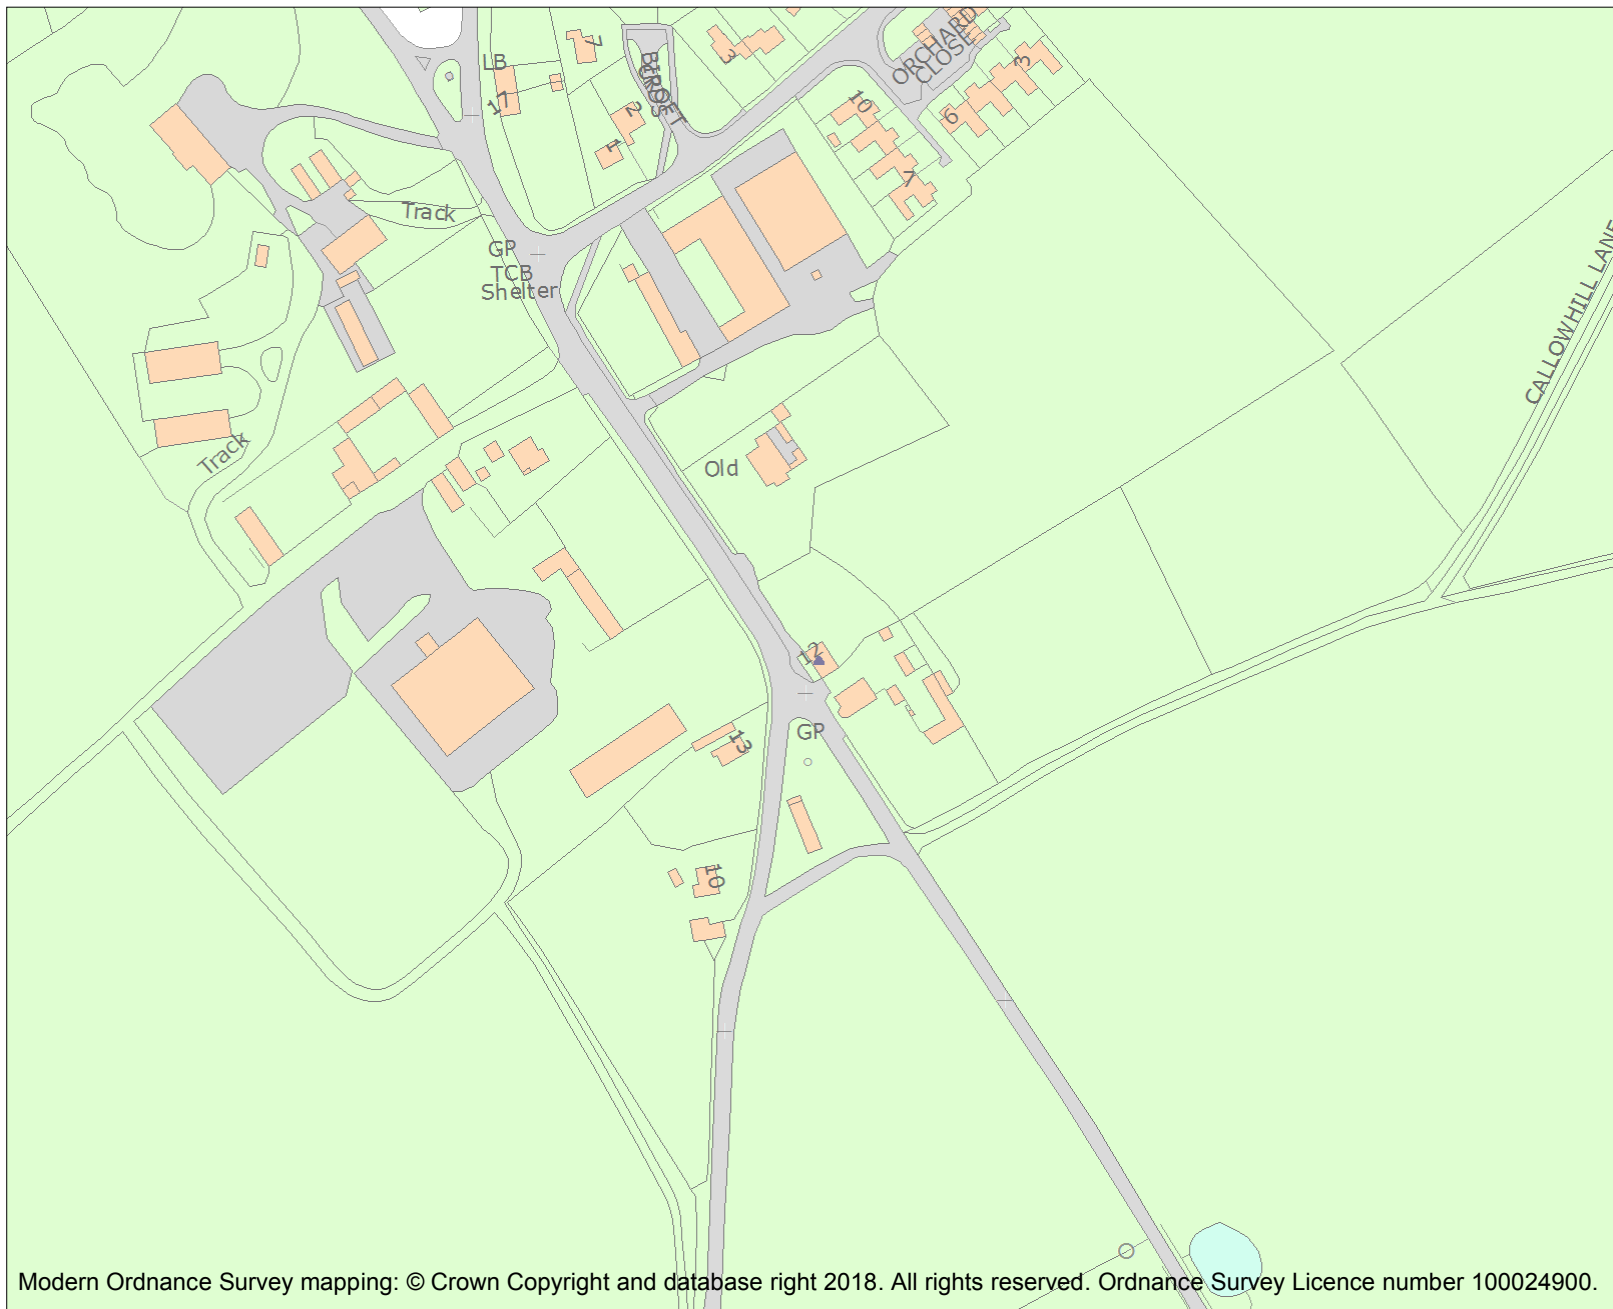 ORCHARD
CLOSE
LB
7
3
3
17
2
10
6
1
7
Track
GP
TCB
Shelter
CALLOWHILL LANE
Track
Old
12
GP
13
10
Modern Ordnance Survey mapping: © Crown Copyright and database right 2018. All rights reserved. Ordnance Survey Licence number 100024900.